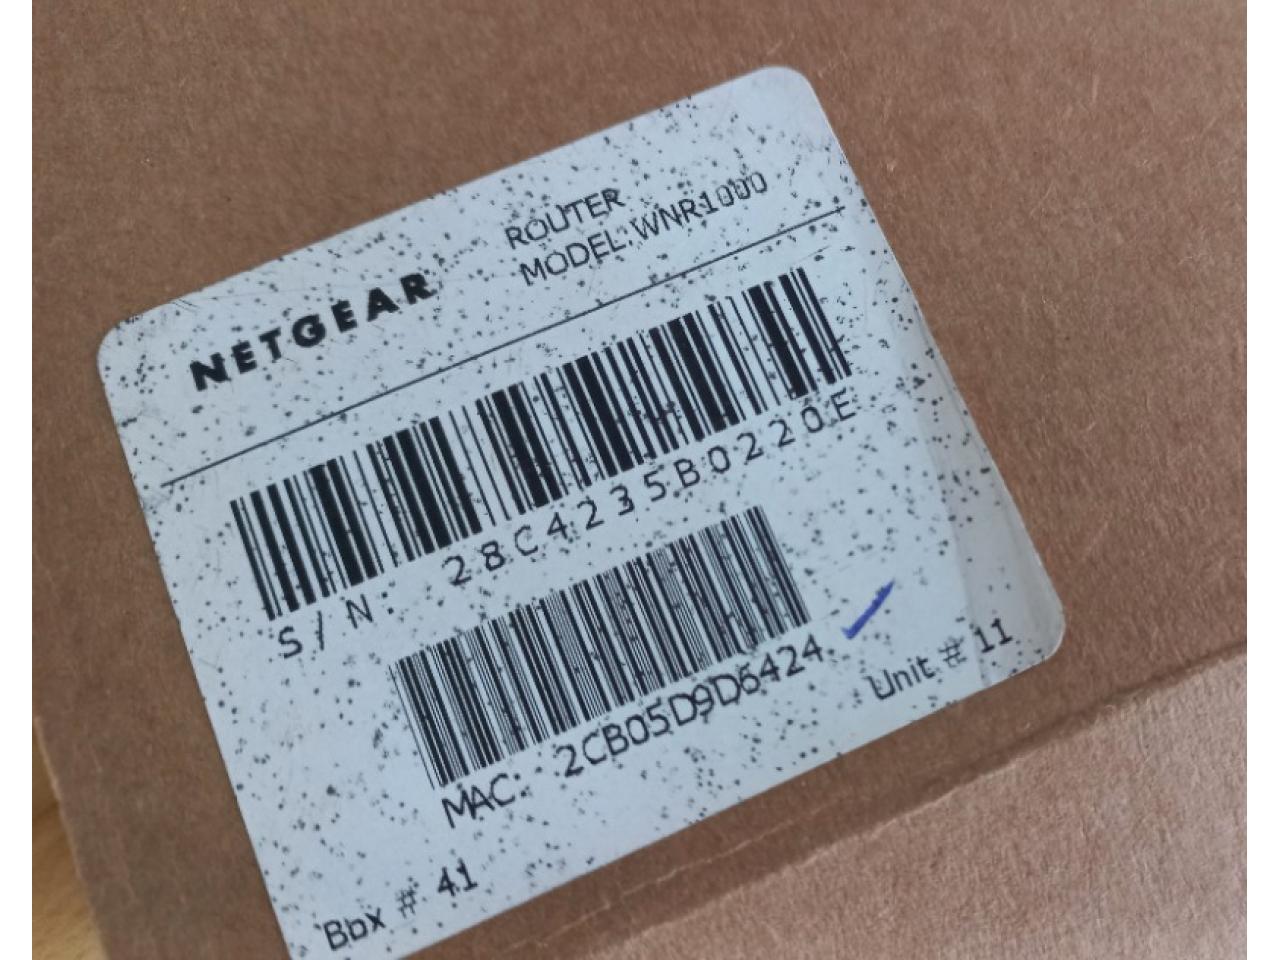 NETGEAR
ROUTER
MODEL:WNR1000
S/N: 28C4235B0220E
MAC: 2CB05D9D6424
Unit # 11
Box # 41